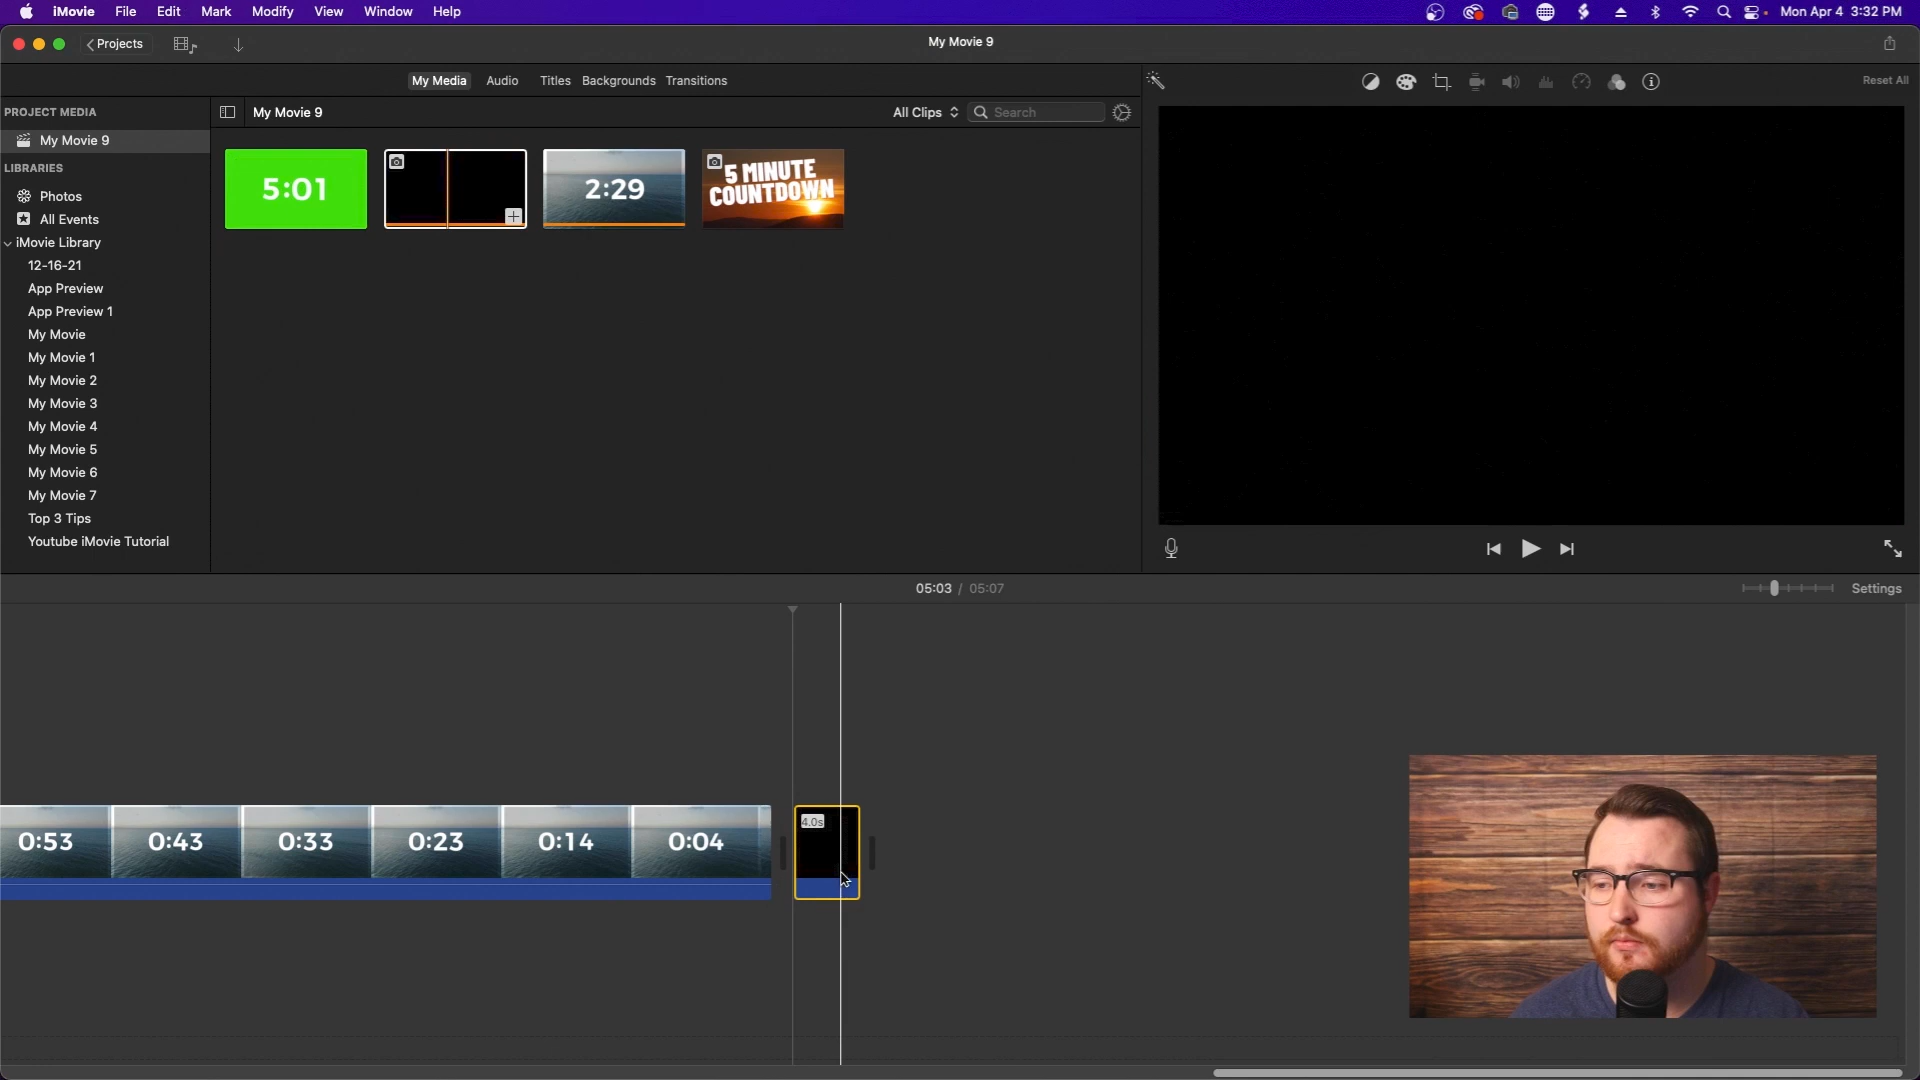 iMovie File Edit Mark Modify View Window Help
Mon Apr 4 3:32 PM
Projects
My Movie 9
My Media Audio Titles Backgrounds Transitions
Reset All
PROJECT MEDIA
My Movie 9
LIBRARIES
Photos
All Events
iMovie Library
12-16-21
App Preview
App Preview 1
My Movie
My Movie 1
My Movie 2
My Movie 3
My Movie 4
My Movie 5
My Movie 6
My Movie 7
Top 3 Tips
Youtube iMovie Tutorial
My Movie 9
All Clips
Search
5:01
2:29
5 MINUTE
COUNTDOWN
05:03 / 05:07
Settings
0:53
0:43
0:33
0:23
0:14
0:04
4.0s